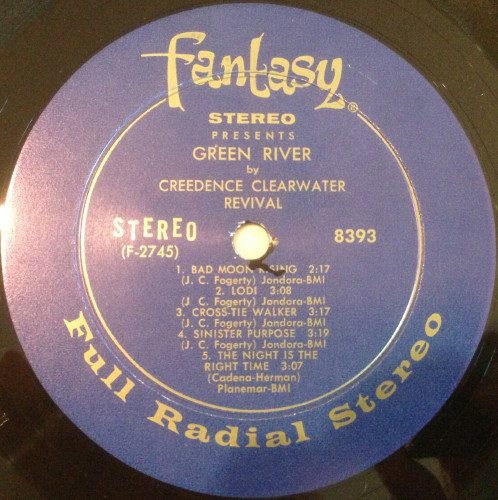 fantasy®
STEREO
PRESENTS
GREEN RIVER
by
CREEDENCE CLEARWATER
REVIVAL
STEREO
(F-2745)
8393
1. BAD MOON SING 2:17
(J. C. Fogerty) Jondora-BMI
2. LODI 3:08
(J. C. Fogerty) Jondora-BMI
3. CROSS-TIE WALKER 3:17
(J. C. Fogerty) Jondora-BMI
4. SINISTER PURPOSE 3:19
(J. C. Fogerty) Jondora-BMI
5. THE NIGHT IS THE
RIGHT TIME 3:07
(Cadena-Herman)
Planemar-BMI
Full Radial Stereo